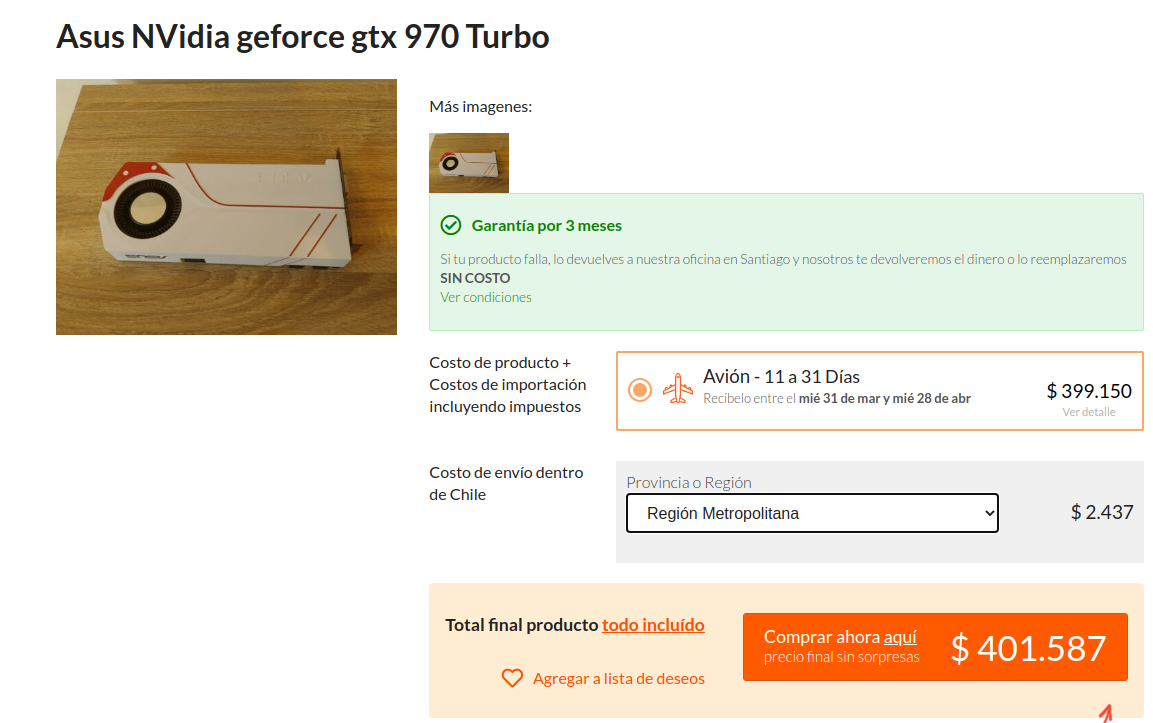 Asus NVidia geforce gtx 970 Turbo
Más imagenes:
Garantía por 3 meses
Si tu producto falla, lo devuelves a nuestra oficina en Santiago y nosotros te devolveremos el dinero o lo reemplazaremos
SIN COSTO
Ver condiciones
Costo de producto +
Costos de importación
incluyendo impuestos
Avión - 11 a 31 Días
Recíbelo entre el mié 31 de mar y mié 28 de abr
$ 399.150
Ver detalle
Costo de envío dentro
de Chile
Provincia o Región
Región Metropolitana
$ 2.437
Total final producto todo incluído
Agregar a lista de deseos
Comprar ahora aquí
precio final sin sorpresas
$ 401.587